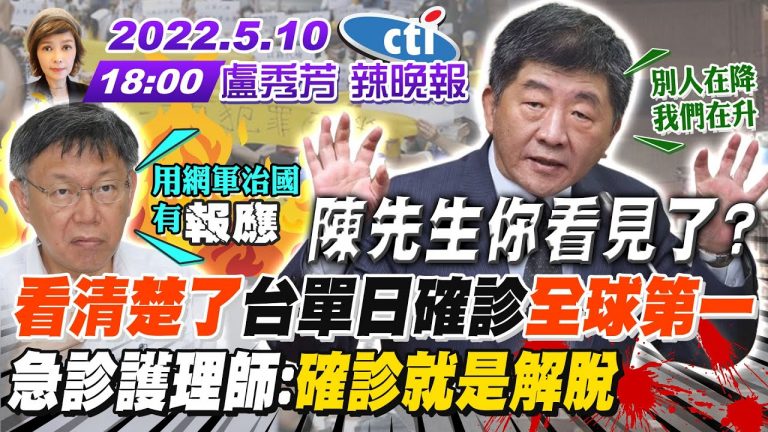 2022.5.10
cti
18:00 盧秀芳 辣晚報
別人在降
我們在升
用網軍治國
有報應
陳先生你看見了?
看清楚了台單日確診全球第一
急診護理師:確診就是解脫